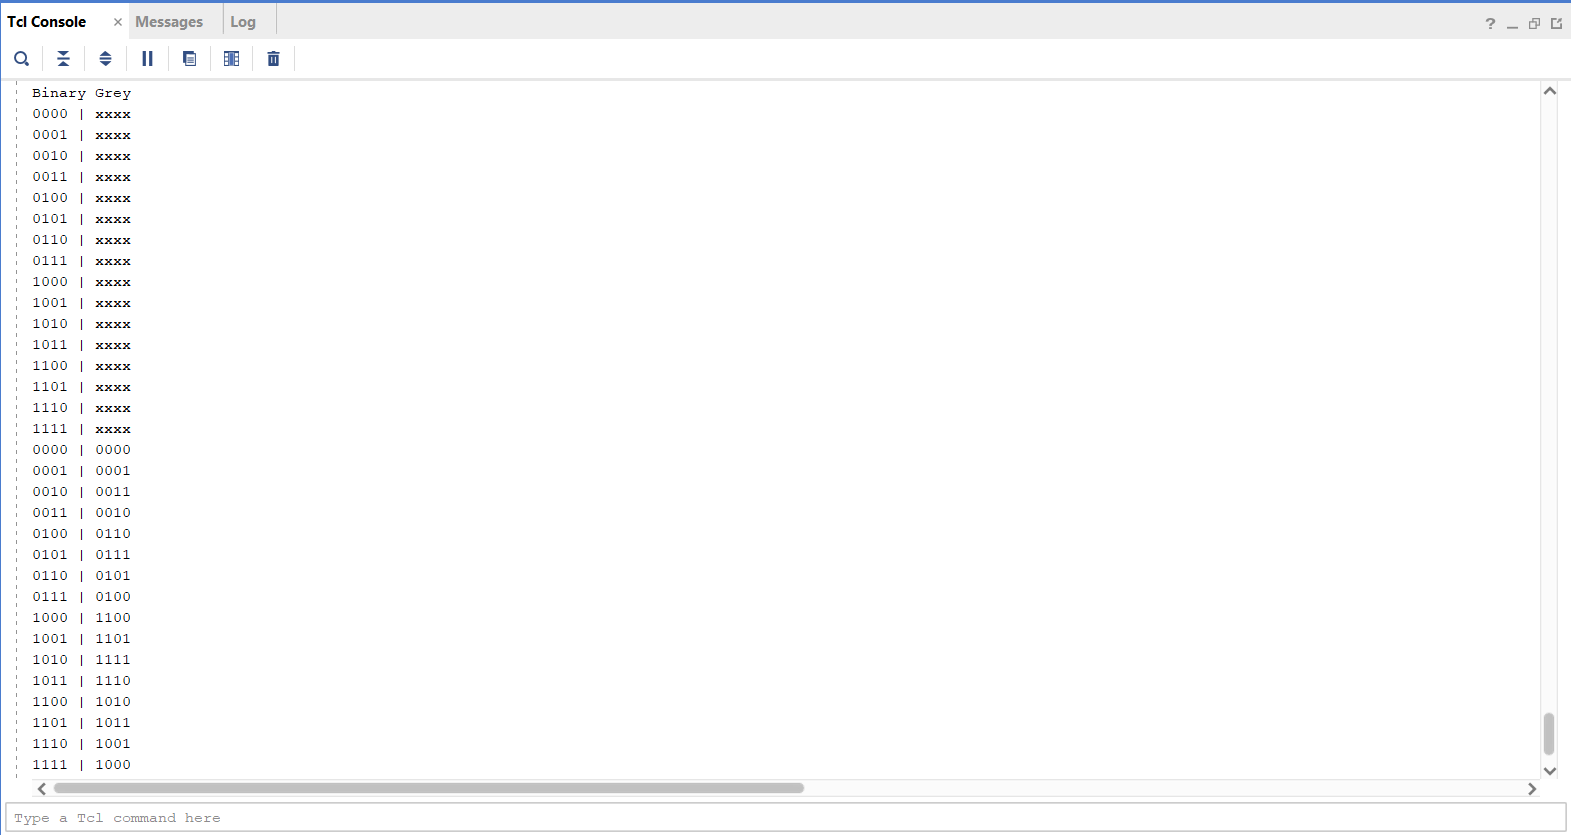 Tcl Console × Messages Log
Binary Grey
0000 | xxxx
0001 | xxxx
0010 | xxxx
0011 | xxxx
0100 | xxxx
0101 | xxxx
0110 | xxxx
0111 | xxxx
1000 | xxxx
1001 | xxxx
1010 | xxxx
1011 | xxxx
1100 | xxxx
1101 | xxxx
1110 | xxxx
1111 | xxxx
0000 | 0000
0001 | 0001
0010 | 0011
0011 | 0010
0100 | 0110
0101 | 0111
0110 | 0101
0111 | 0100
1000 | 1100
1001 | 1101
1010 | 1111
1011 | 1110
1100 | 1010
1101 | 1011
1110 | 1001
1111 | 1000
Type a Tcl command here